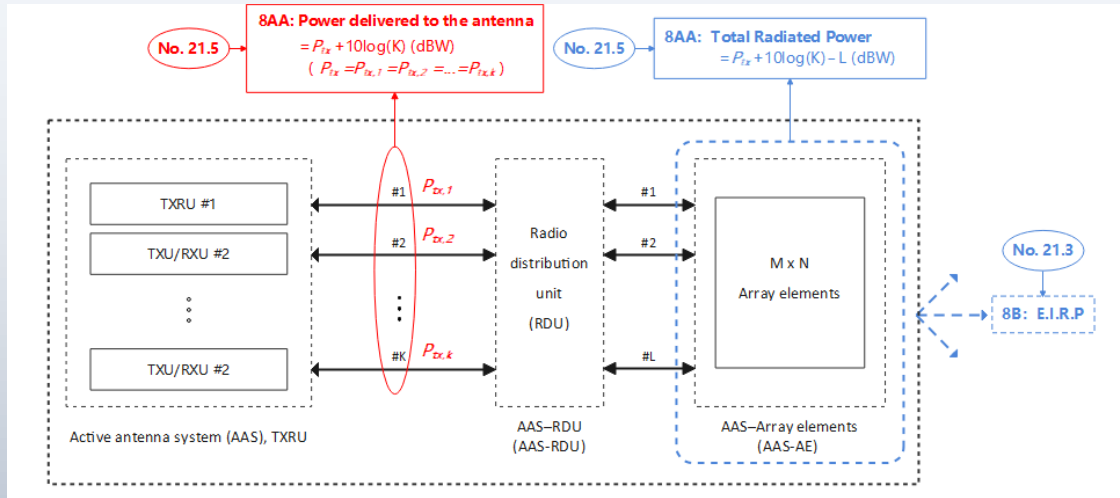 No. 21.5
8AA: Power delivered to the antenna
= Ptx +10log(K) (dBW)
( Ptx =Ptx,1 =Ptx,2 =...=Ptx,k )
No. 21.5
8AA: Total Radiated Power
= Ptx +10log(K) – L (dBW)
TXRU #1
TXU/RXU #2
TXU/RXU #2
Active antenna system (AAS), TXRU
#1
Ptx,1
#2
Ptx,2
#K
Ptx,k
Radio
distribution
unit
(RDU)
AAS–RDU
(AAS-RDU)
#1
#2
#L
M x N
Array elements
AAS–Array elements
(AAS-AE)
No. 21.3
8B: E.I.R.P